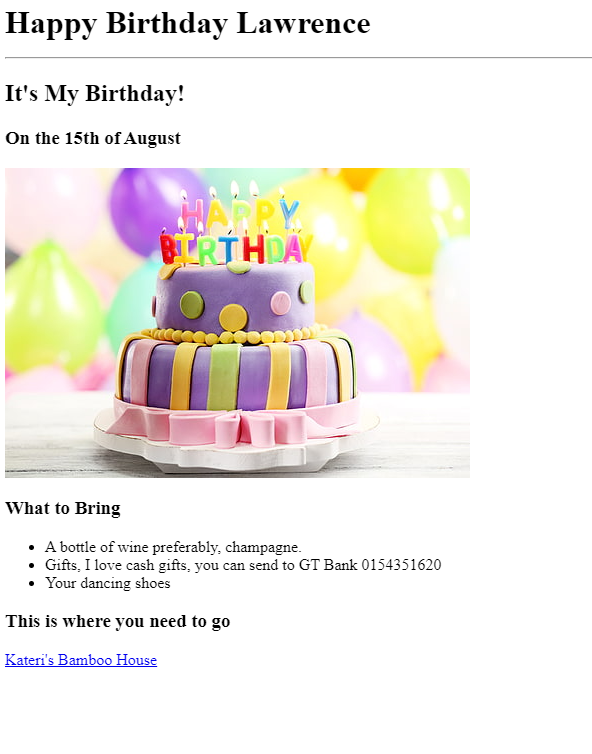 Happy Birthday Lawrence
It's My Birthday!
On the 15th of August
HAPPY
BIRTHDAY
What to Bring
A bottle of wine preferably, champagne.
Gifts, I love cash gifts, you can send to GT Bank 0154351620
Your dancing shoes
This is where you need to go
Kateri's Bamboo House